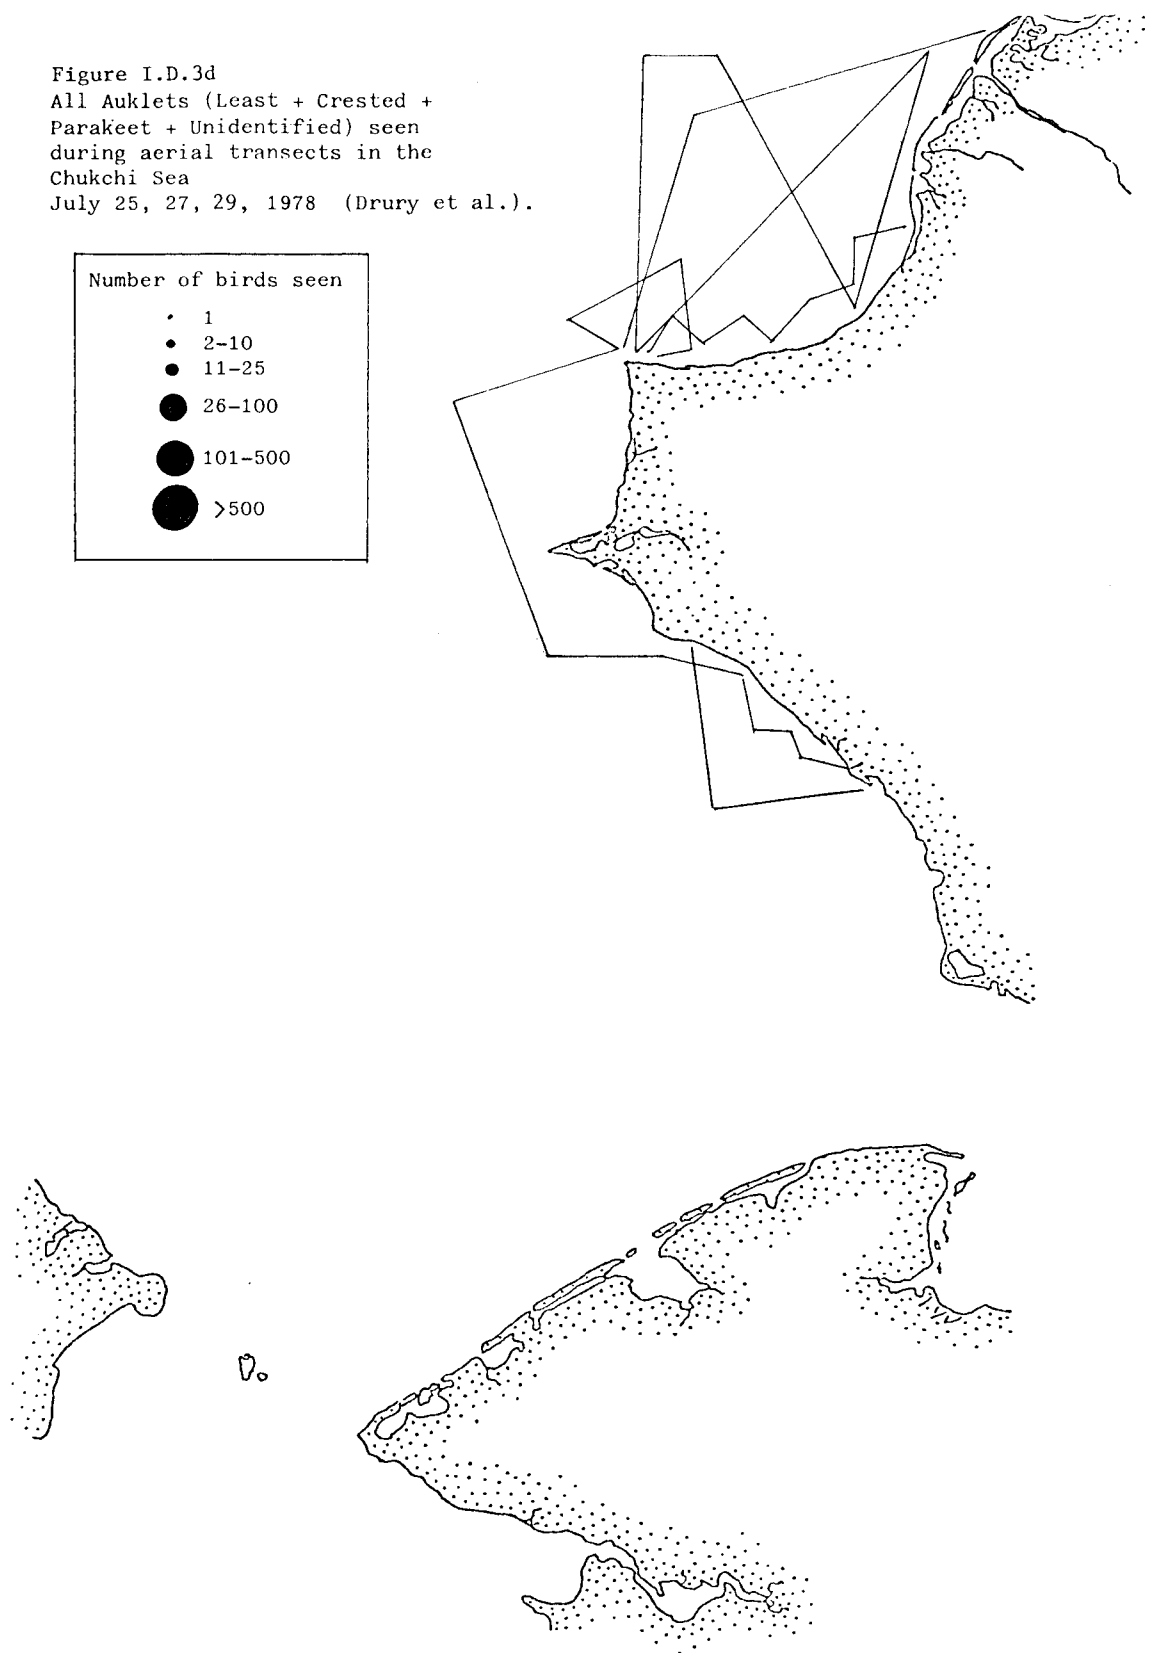 Figure I.D.3d
All Auklets (Least + Crested +
Parakeet + Unidentified) seen
during aerial transects in the
Chukchi Sea
July 25, 27, 29, 1978 (Drury et al.).
Number of birds seen
1
2-10
11-25
26-100
101-500
>500